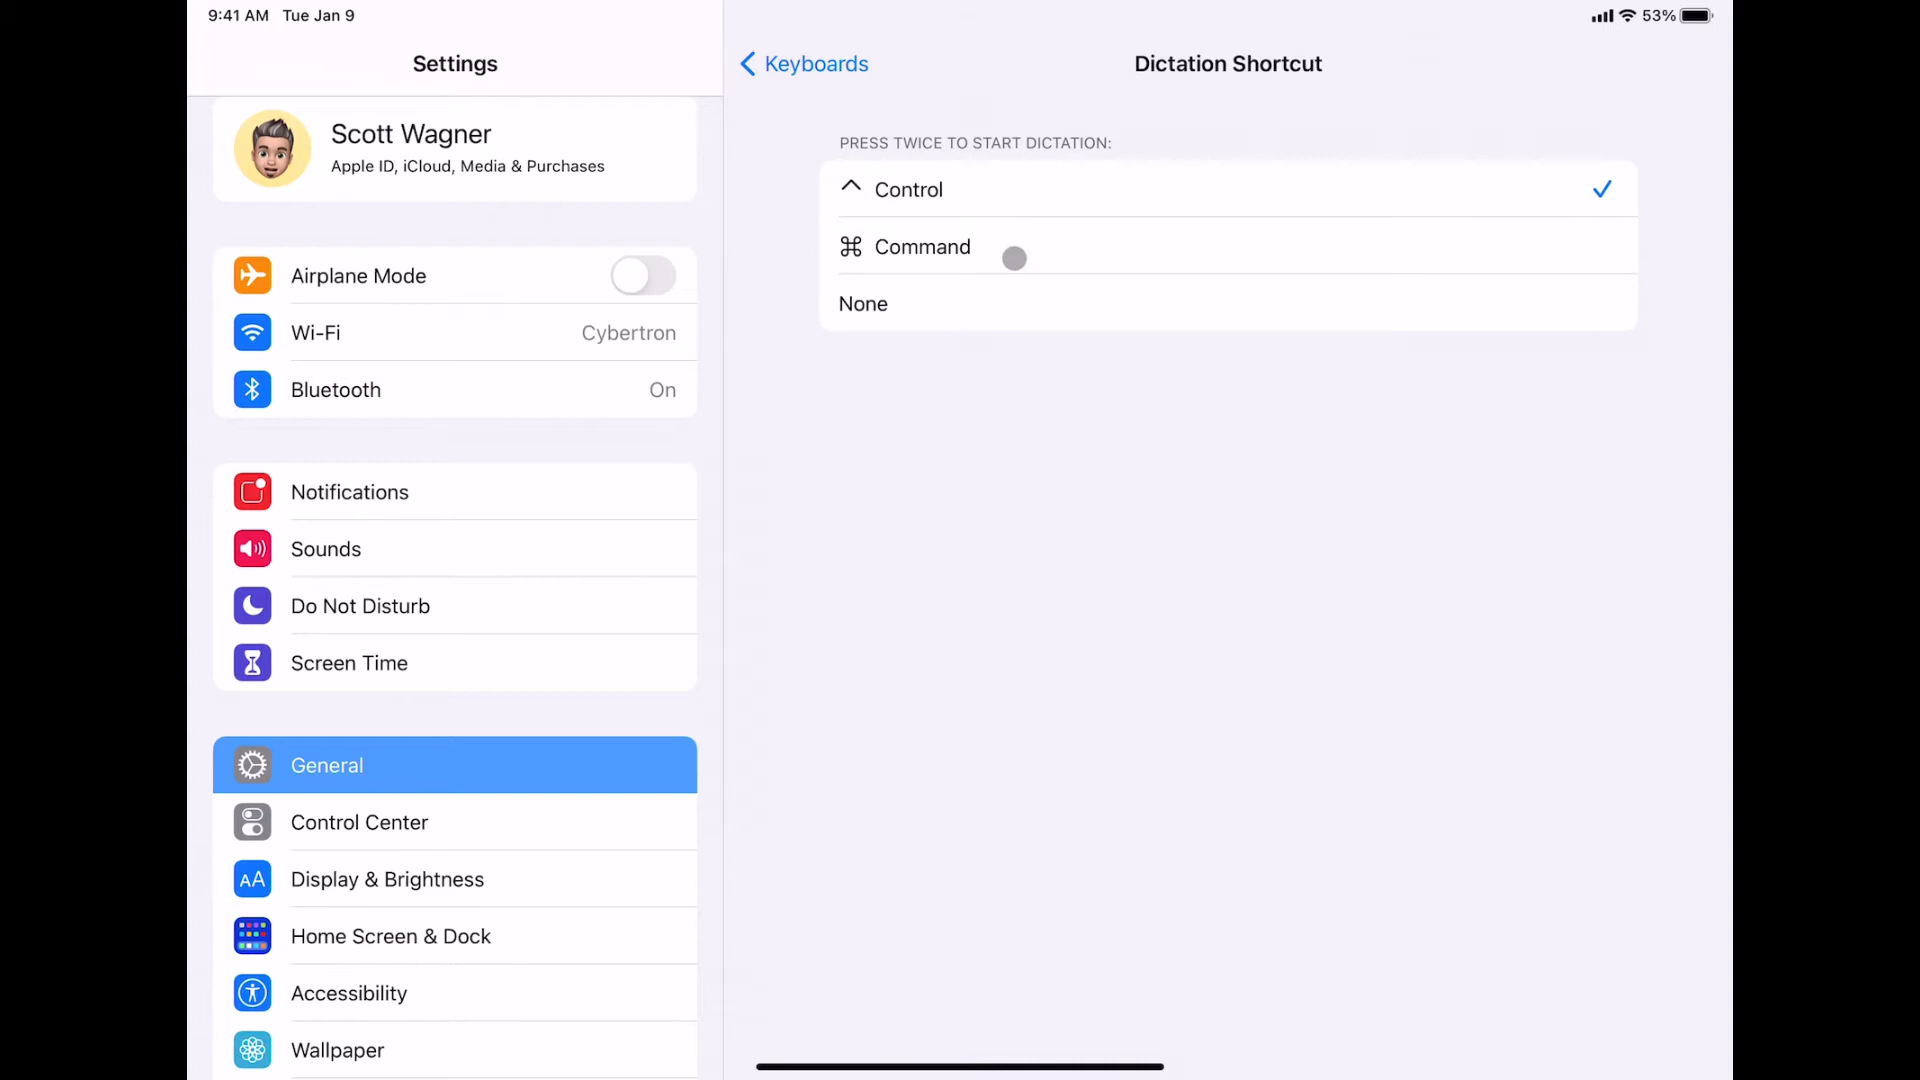 9:41 AM Tue Jan 9
53%
Settings
Scott Wagner
Apple ID, iCloud, Media & Purchases
Airplane Mode
Wi-Fi Cybertron
Bluetooth On
Notifications
Sounds
Do Not Disturb
Screen Time
General
Control Center
AA Display & Brightness
Home Screen & Dock
Accessibility
Wallpaper
Keyboards
Dictation Shortcut
PRESS TWICE TO START DICTATION:
Control
⌘ Command
None